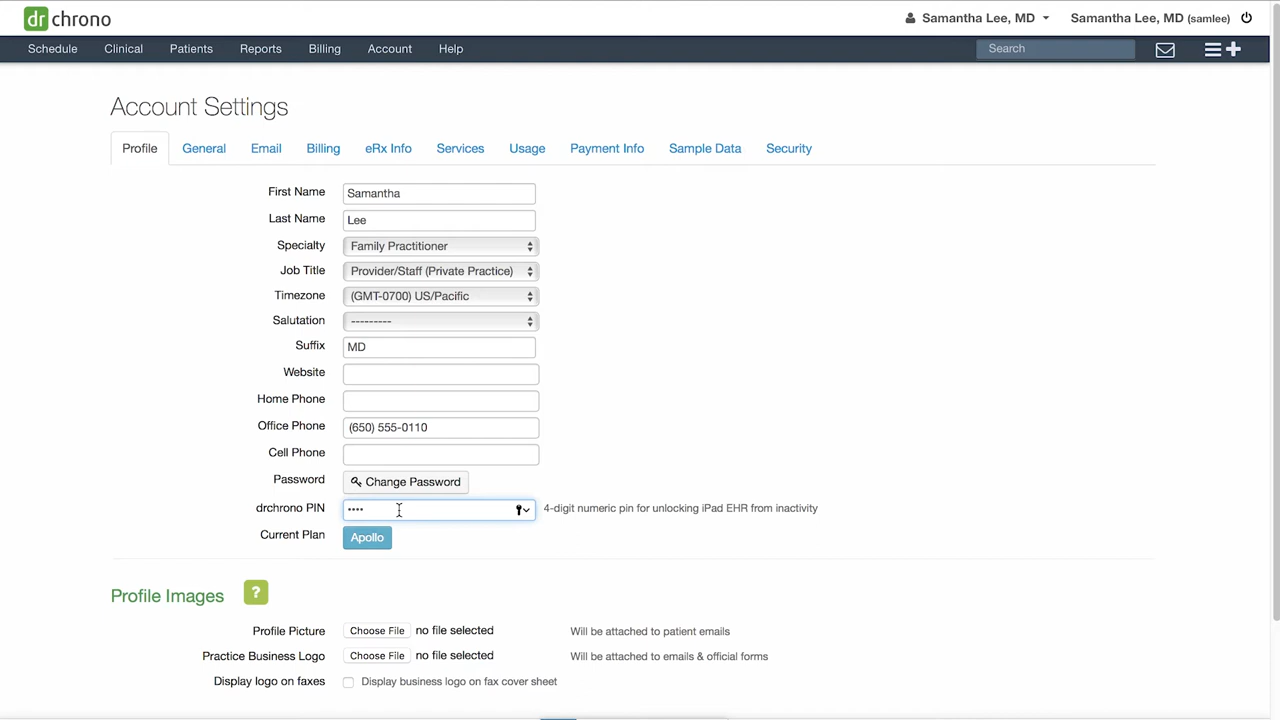 drchrono
Samantha Lee, MD
Samantha Lee, MD (samlee)
Schedule Clinical Patients Reports Billing Account Help
Search
Account Settings
Profile General Email Billing eRx Info Services Usage Payment Info Sample Data Security
First Name Samantha
Last Name Lee
Specialty Family Practitioner
Job Title Provider/Staff (Private Practice)
Timezone (GMT-0700) US/Pacific
Salutation ---------
Suffix MD
Website
Home Phone
Office Phone (650) 555-0110
Cell Phone
Password Change Password
drchrono PIN •••• 4-digit numeric pin for unlocking iPad EHR from inactivity
Current Plan Apollo
Profile Images ?
Profile Picture Choose File no file selected Will be attached to patient emails
Practice Business Logo Choose File no file selected Will be attached to emails & official forms
Display logo on faxes Display business logo on fax cover sheet